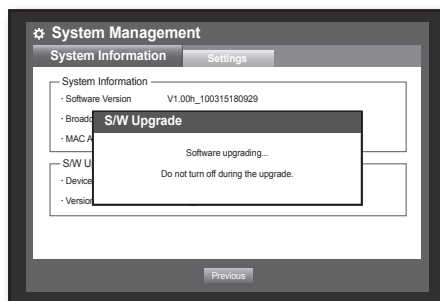 System Management
System Information
Settings
System Information
· Software Version V1.00h_100315180929
· Broadc
S/W Upgrade
· MAC A
Software upgrading...
S/W U
Do not turn off during the upgrade.
· Device
· Version
Previous